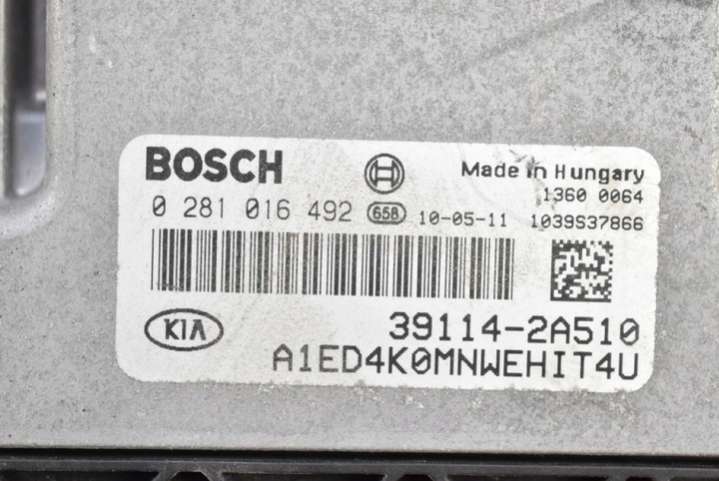 BOSCH Made in Hungary
1360 0064
0 281 016 492 658 10-05-11 1039S37866
KIA 39114-2A510
A1ED4K0MNWEHIT4U